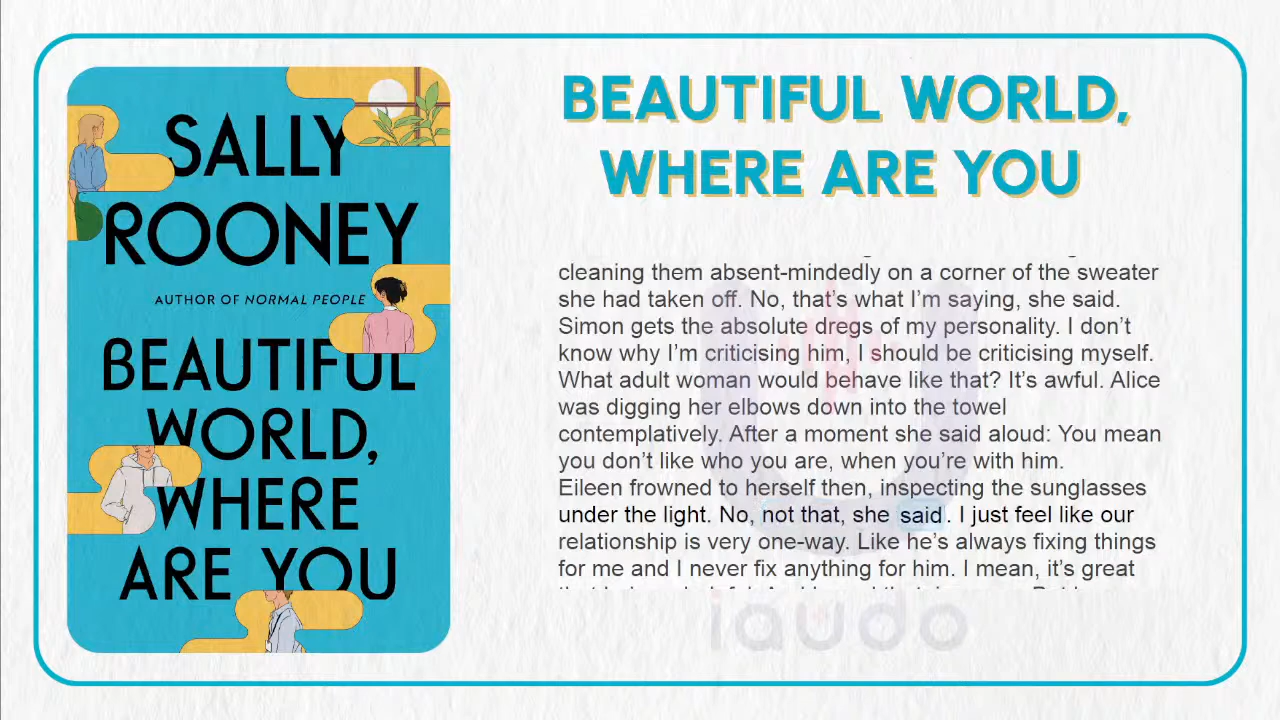 SALLY
ROONEY
AUTHOR OF NORMAL PEOPLE
BEAUTIFUL
WORLD,
WHERE
ARE YOU
BEAUTIFUL WORLD,
WHERE ARE YOU
cleaning them absent-mindedly on a corner of the sweater
she had taken off. No, that’s what I’m saying, she said.
Simon gets the absolute dregs of my personality. I don’t
know why I’m criticising him, I should be criticising myself.
What adult woman would behave like that? It’s awful. Alice
was digging her elbows down into the towel
contemplatively. After a moment she said aloud: You mean
you don’t like who you are, when you’re with him.
Eileen frowned to herself then, inspecting the sunglasses
under the light. No, not that, she said. I just feel like our
relationship is very one-way. Like he’s always fixing things
for me and I never fix anything for him. I mean, it’s great
iaudo